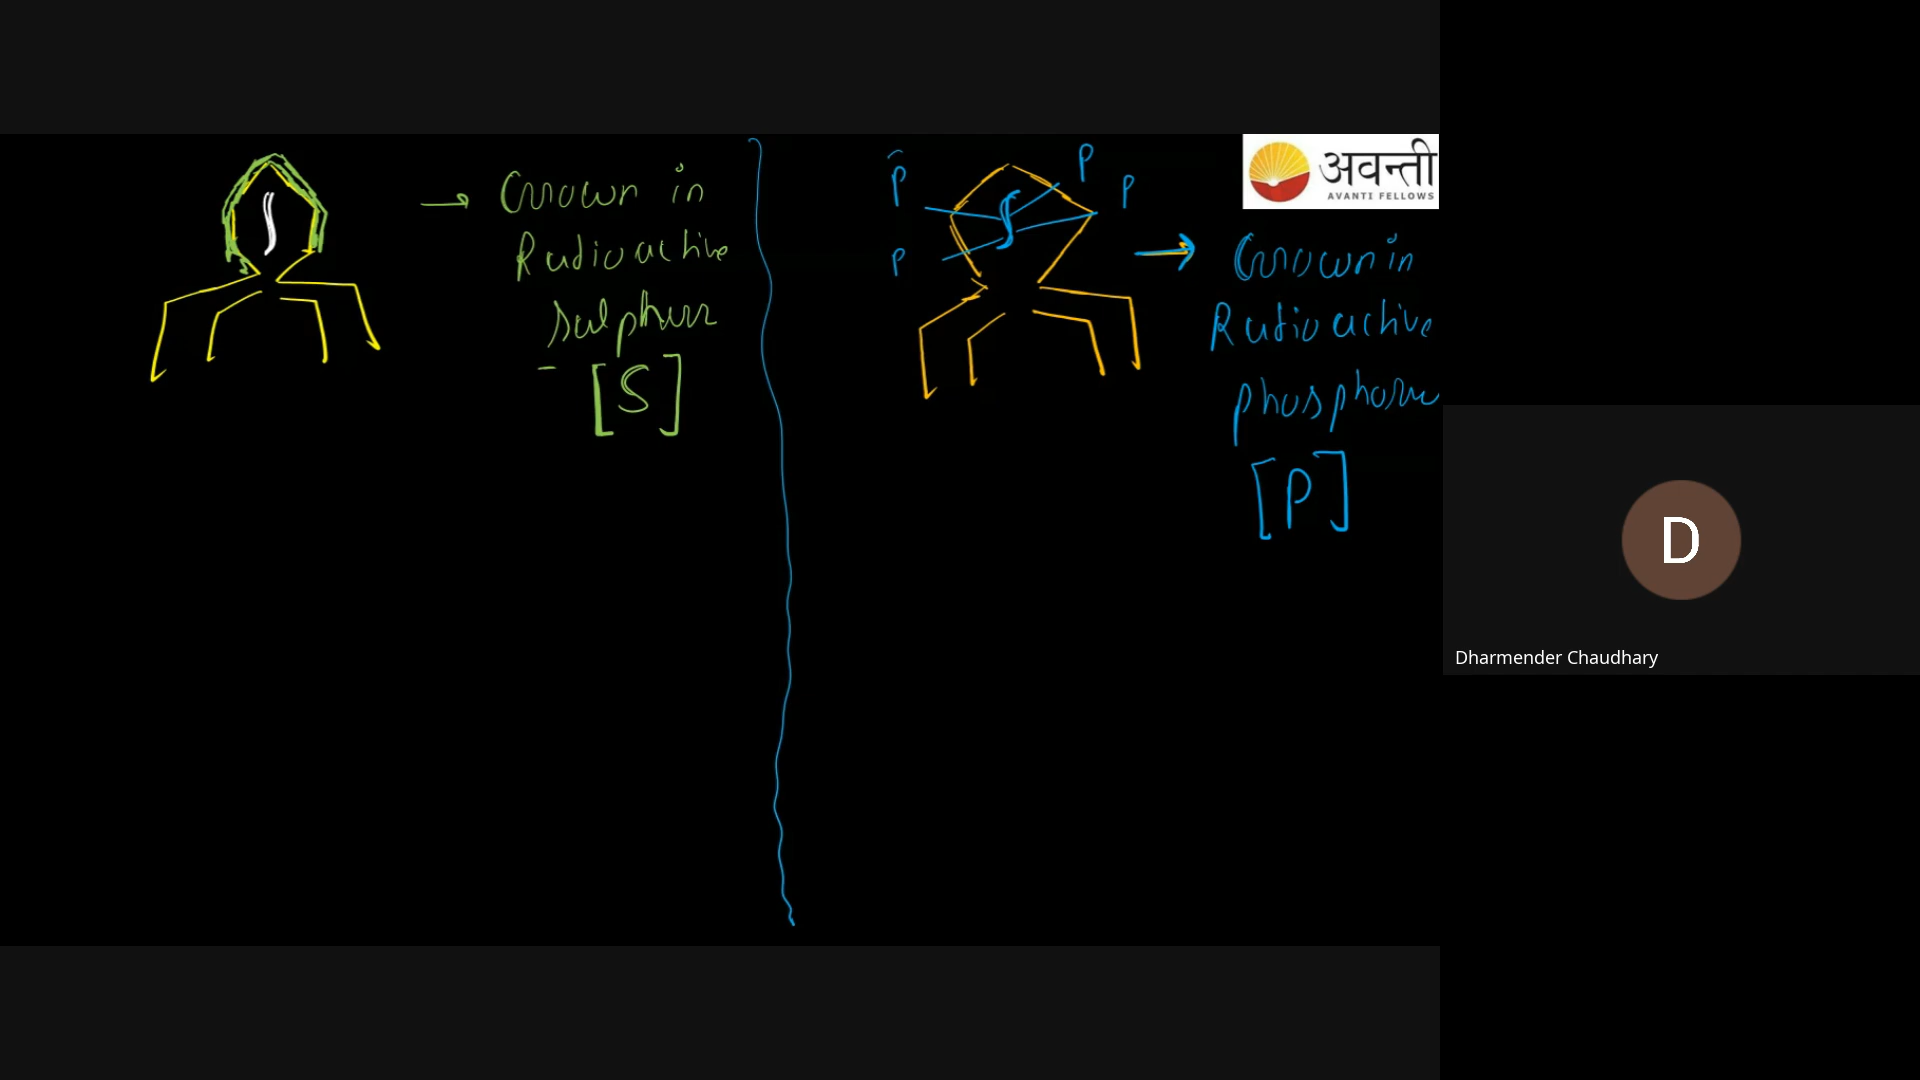 → Grown in
Radioactive
Sulphur
[S]
P
P
P
P
→ Grown in
Radioactive
phosphorus
[P]
अवन्ती
AVANTI FELLOWS
D
Dharmender Chaudhary